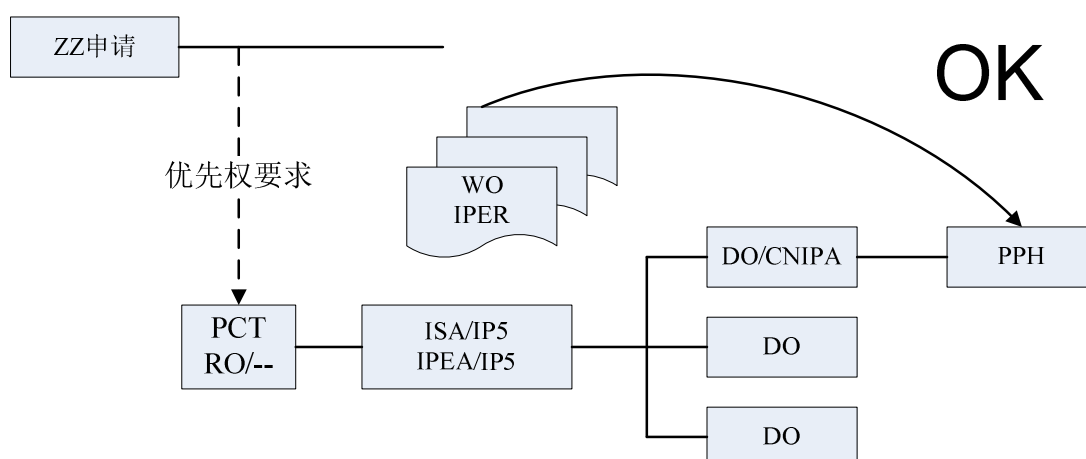 ZZ申请
OK
优先权要求
WO
IPER
DO/CNIPA
PPH
PCT
RO/--
ISA/IP5
IPEA/IP5
DO
DO